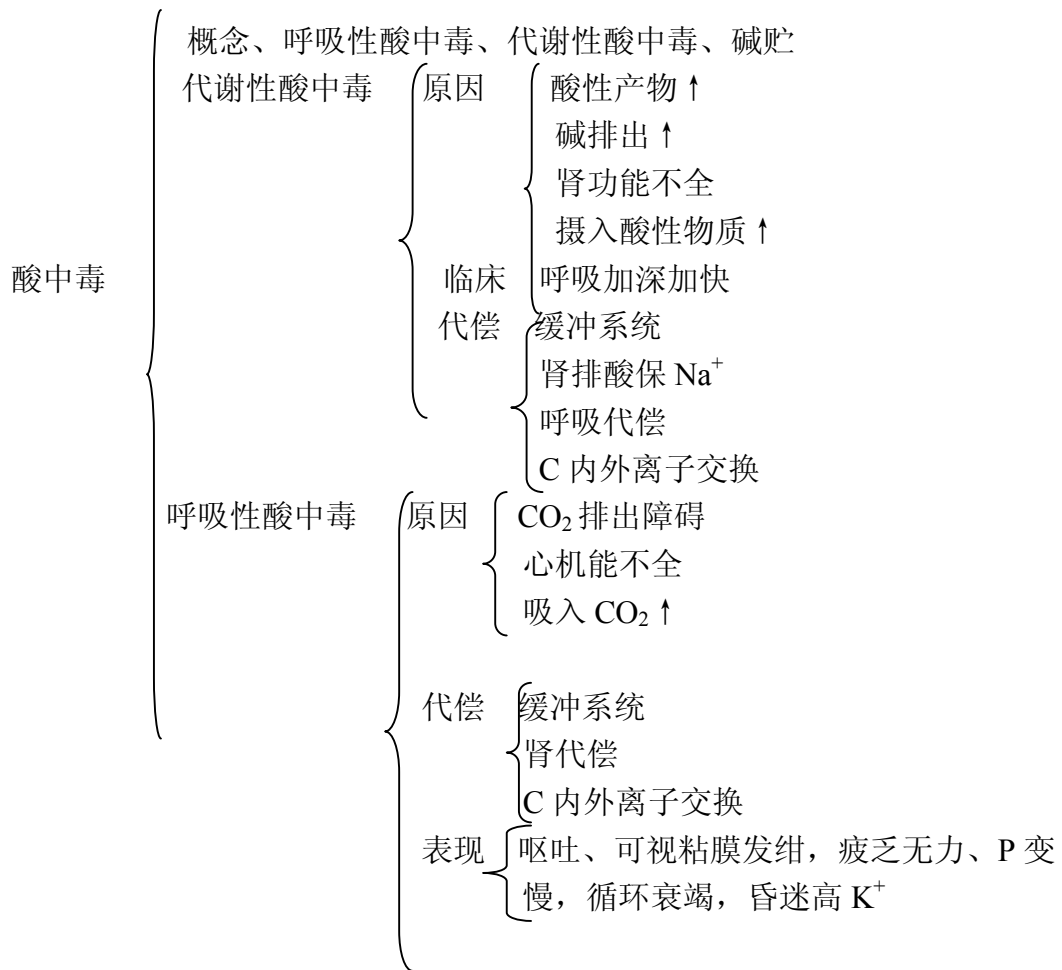 概念、呼吸性酸中毒、代谢性酸中毒、碱贮
代谢性酸中毒 原因 酸性产物↑
碱排出↑
肾功能不全
摄入酸性物质↑
酸中毒 临床 呼吸加深加快
代偿 缓冲系统
肾排酸保 Na⁺
呼吸代偿
C 内外离子交换
呼吸性酸中毒 原因 CO₂ 排出障碍
心机能不全
吸入 CO₂↑
代偿 缓冲系统
肾代偿
C 内外离子交换
表现 呕吐、可视粘膜发绀，疲乏无力、P 变
慢，循环衰竭，昏迷高 K⁺